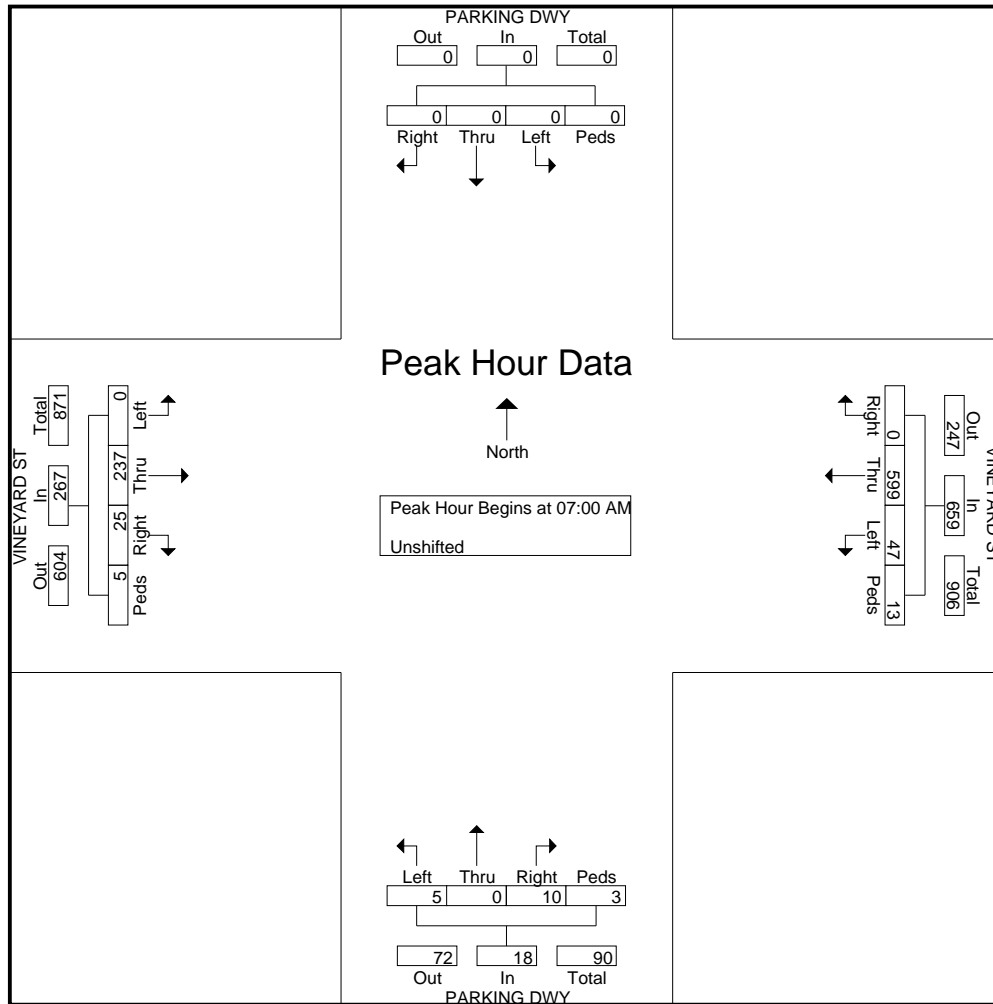 PARKING DWY
Out In Total
0 0 0
0 0 0 0
Right Thru Left Peds
Peak Hour Data
North
Peak Hour Begins at 07:00 AM
Unshifted
VINEYARD ST
Total In Out
871 267 604
0 237 25 5
Left Thru Right Peds
VINEYARD ST
Out In Total
247 659 906
0 599 47 13
Right Thru Left Peds
Left Thru Right Peds
5 0 10 3
72 18 90
Out In Total
PARKING DWY